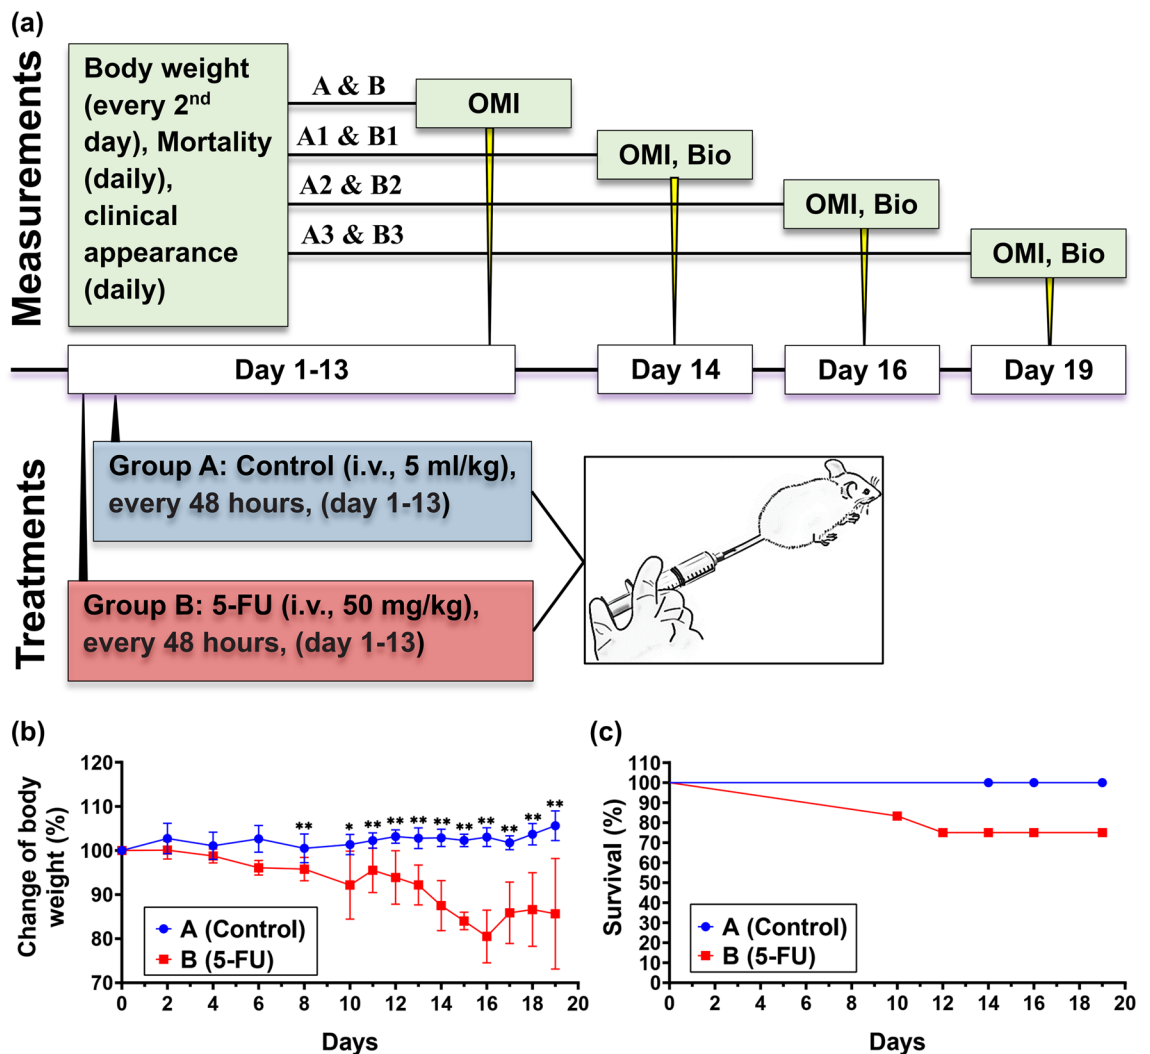 (a)
Measurements
Body weight
(every 2nd
day), Mortality
(daily),
clinical
appearance
(daily)
A & B
OMI
A1 & B1
OMI, Bio
A2 & B2
OMI, Bio
A3 & B3
OMI, Bio
Day 1-13
Day 14
Day 16
Day 19
Treatments
Group A: Control (i.v., 5 ml/kg),
every 48 hours, (day 1-13)
Group B: 5-FU (i.v., 50 mg/kg),
every 48 hours, (day 1-13)
(b)
Change of body
weight (%)
120
110
100
90
80
70
** * ** ** ** ** ** ** ** ** **
A (Control)
B (5-FU)
0 2 4 6 8 10 12 14 16 18 20
Days
(c)
Survival (%)
110
100
90
80
70
60
50
40
30
20
10
0
A (Control)
B (5-FU)
0 2 4 6 8 10 12 14 16 18 20
Days